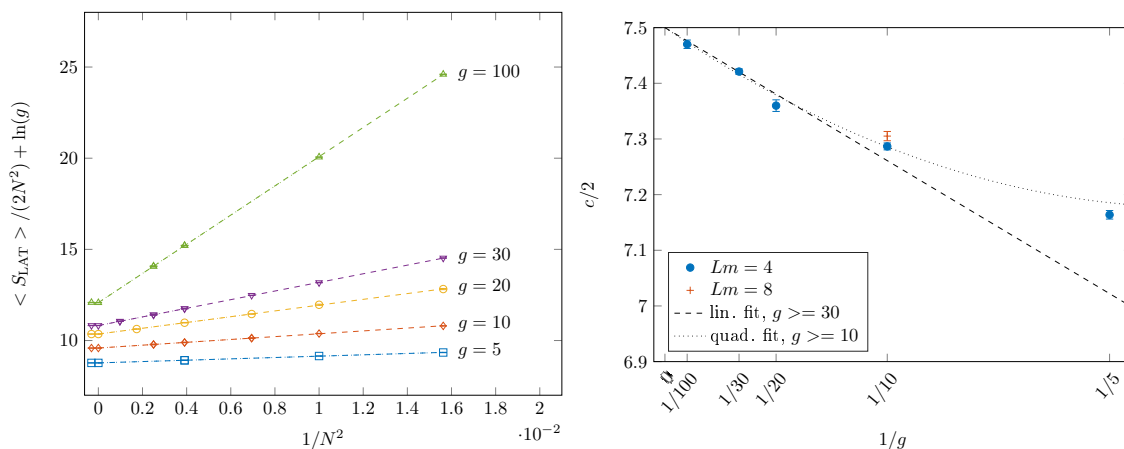 < S_LAT > /(2N²) + ln(g)
25
20
15
10
g = 100
g = 30
g = 20
g = 10
g = 5
0
0.2
0.4
0.6
0.8
1
1.2
1.4
1.6
1.8
2
·10⁻²
1/N²
c/2
7.5
7.4
7.3
7.2
7.1
7
6.9
Lm = 4
Lm = 8
lin. fit, g >= 30
quad. fit, g >= 10
0
1/100
1/30
1/20
1/10
1/5
1/g